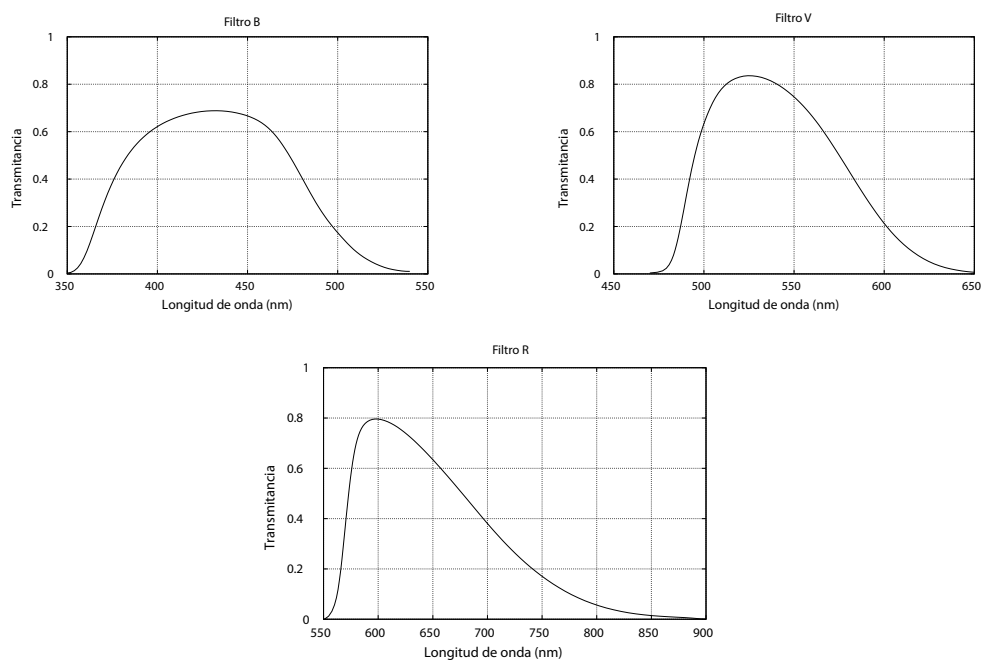 Filtro B
1
0.8
0.6
0.4
0.2
0
Transmitancia
350 400 450 500 550
Longitud de onda (nm)
Filtro V
1
0.8
0.6
0.4
0.2
0
Transmitancia
450 500 550 600 650
Longitud de onda (nm)
Filtro R
1
0.8
0.6
0.4
0.2
0
Transmitancia
550 600 650 700 750 800 850 900
Longitud de onda (nm)